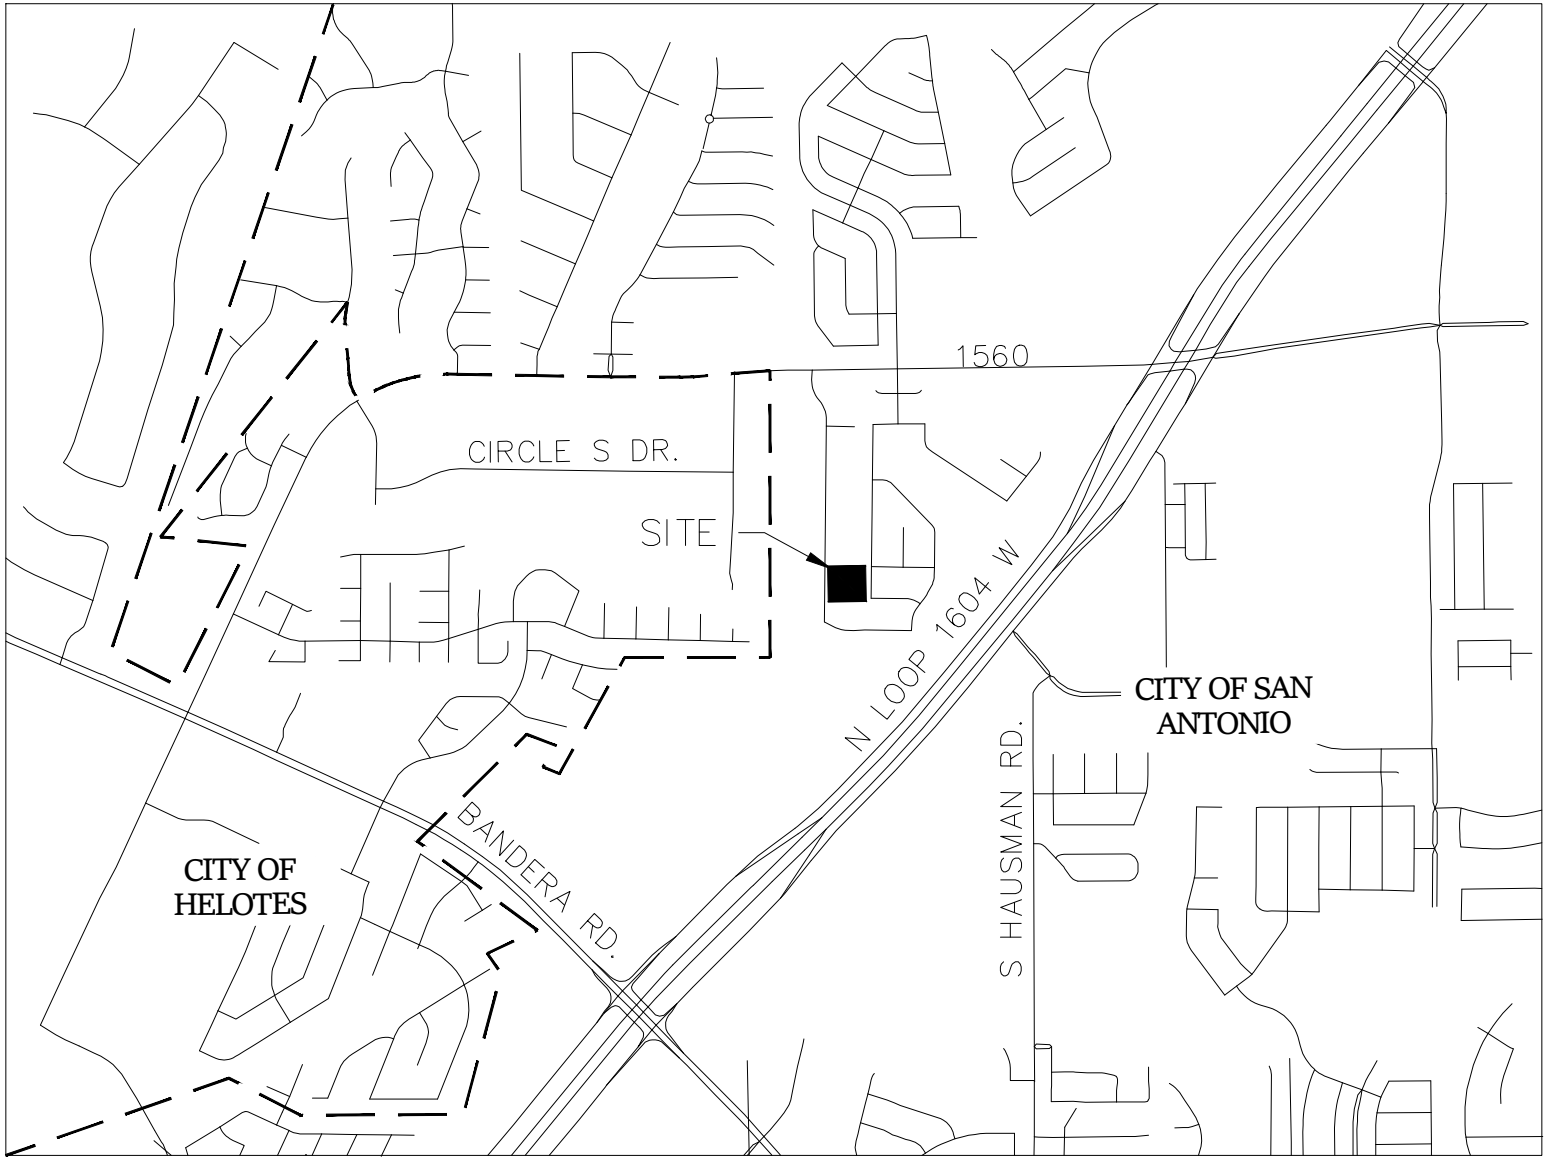 1560
CIRCLE S DR.
SITE
N LOOP 1604 W
CITY OF SAN
ANTONIO
S HAUSMAN RD.
BANDERA RD.
CITY OF
HELOTES